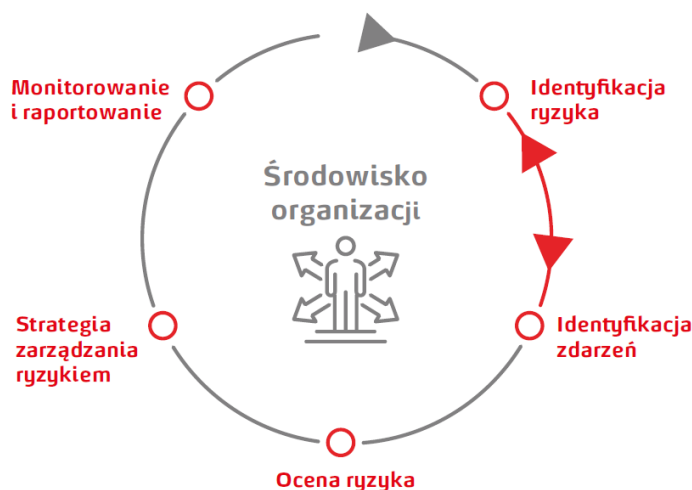 Monitorowanie
i raportowanie
Identyfikacja
ryzyka
Środowisko
organizacji
Strategia
zarządzania
ryzykiem
Identyfikacja
zdarzeń
Ocena ryzyka